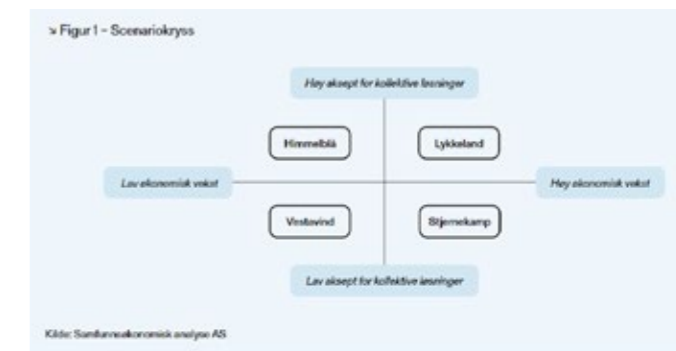 ↘ Figur 1 – Scenariokryss
Høy aksept for kollektive løsninger
Himmelblå
Lykkeland
Lav økonomisk vekst
Høy økonomisk vekst
Vestavind
Stjernekamp
Lav aksept for kollektive løsninger
Kilde: Samfunnsøkonomisk analyse AS